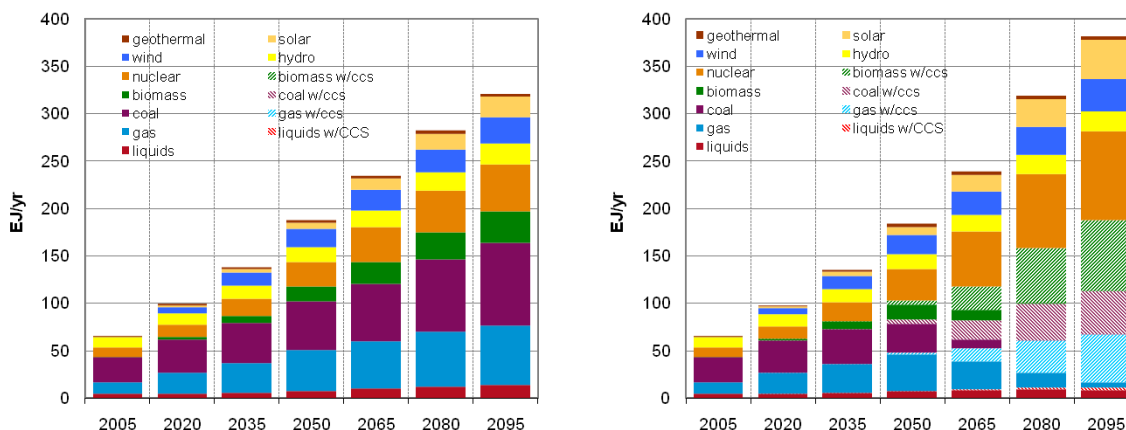 400
350
300
250
200
150
100
50
0
EJ/yr
geothermal solar
wind hydro
nuclear biomass w/ccs
biomass coal w/ccs
coal gas w/ccs
gas liquids w/CCS
liquids
2005 2020 2035 2050 2065 2080 2095
400
350
300
250
200
150
100
50
0
EJ/yr
geothermal solar
wind hydro
nuclear biomass w/ccs
biomass coal w/ccs
coal gas w/ccs
gas liquids w/CCS
liquids
2005 2020 2035 2050 2065 2080 2095